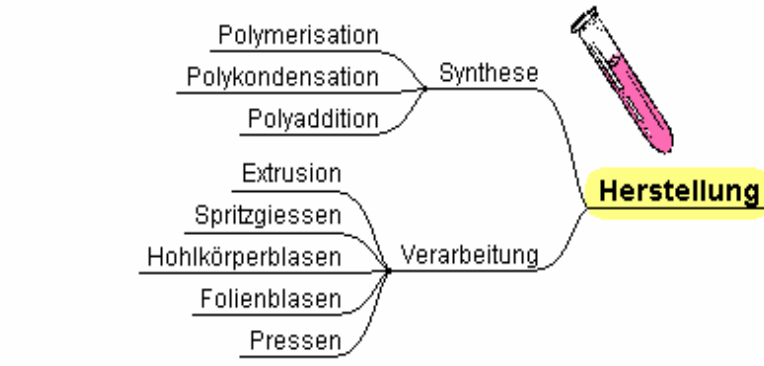 Polymerisation
Polykondensation
Polyaddition
Synthese
Extrusion
Spritzgiessen
Hohlkörperblasen
Folienblasen
Pressen
Verarbeitung
Herstellung